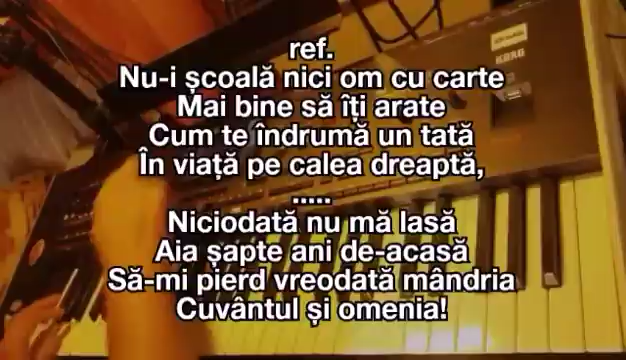 ref.
Nu-i școală nici om cu carte
Mai bine să îți arate
Cum te îndrumă un tată
În viață pe calea dreaptă,
.....
Niciodată nu mă lasă
Aia șapte ani de-acasă
Să-mi pierd vreodată mândria
Cuvântul și omenia!
KORG